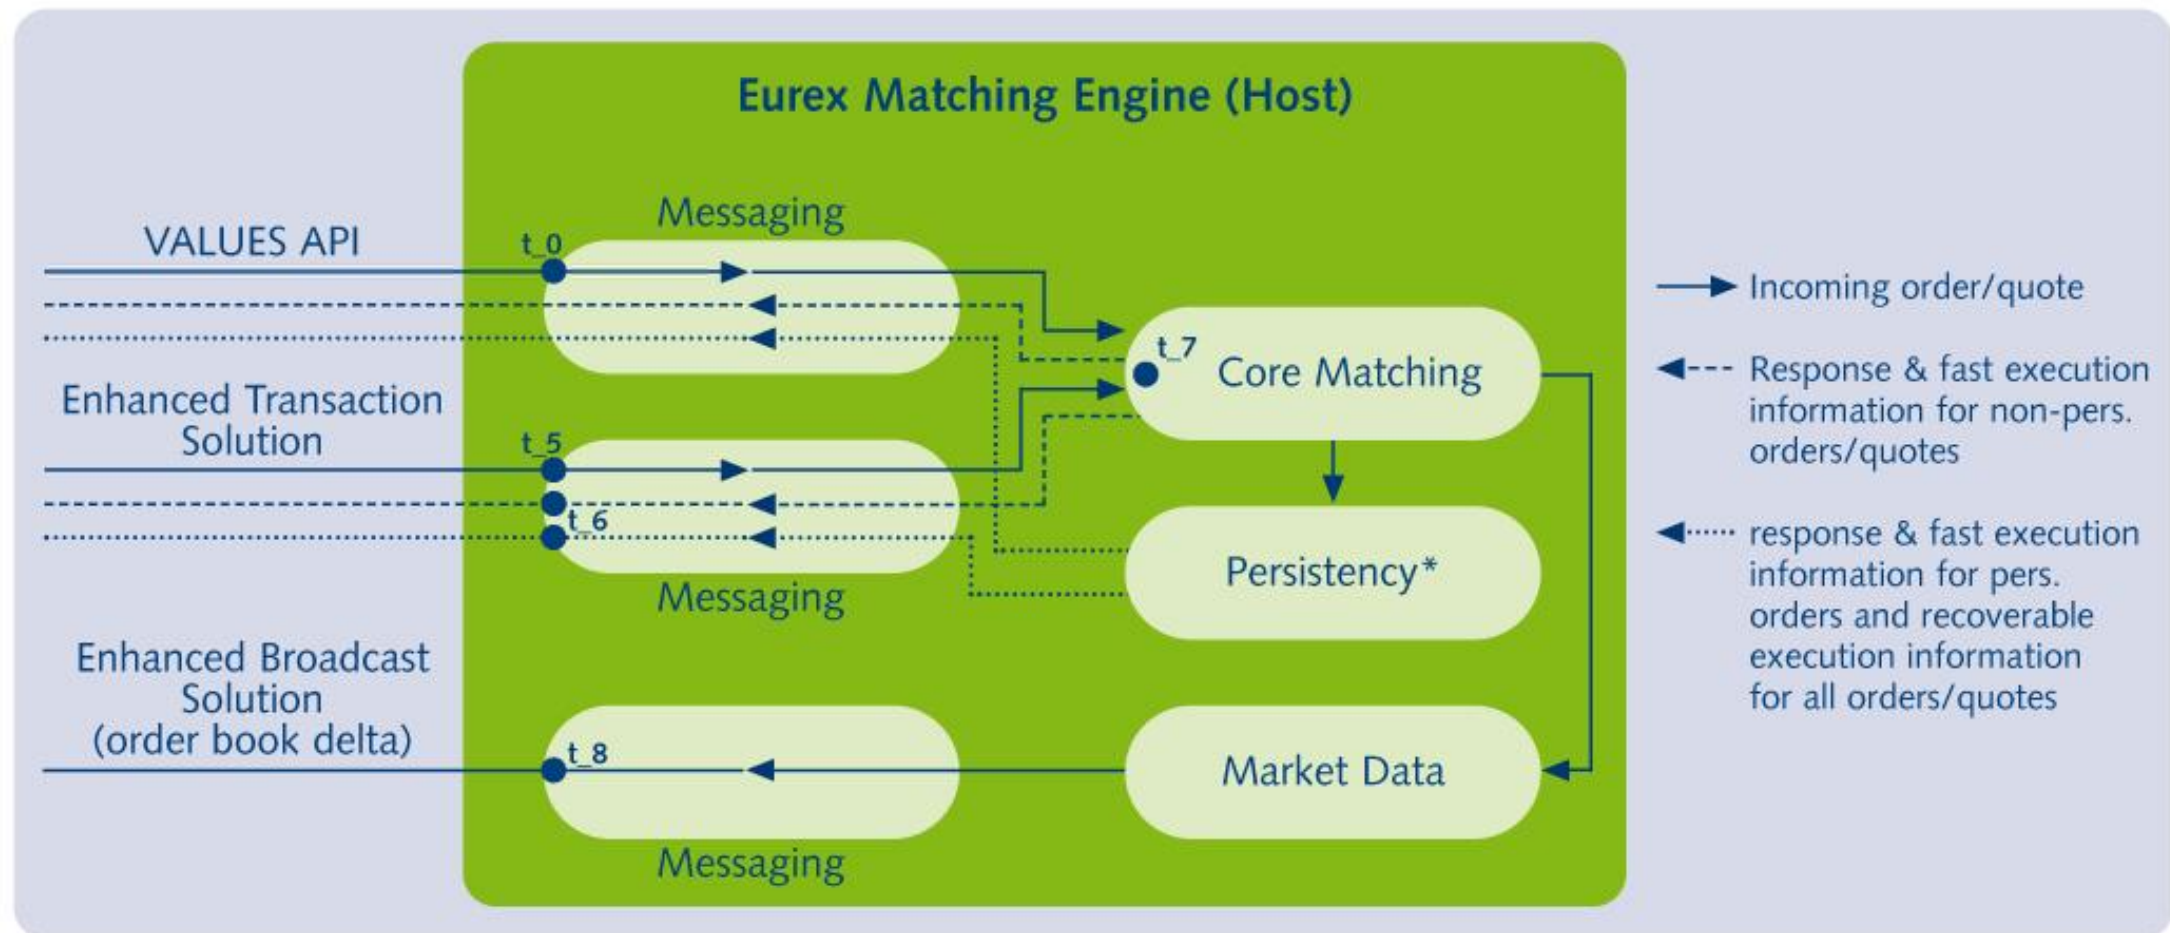 Eurex Matching Engine (Host)
Messaging
VALUES API
t_0
t_7
Core Matching
Enhanced Transaction
Solution
t_5
t_6
Messaging
Persistency*
Enhanced Broadcast
Solution
(order book delta)
t_8
Market Data
Messaging
Incoming order/quote
Response & fast execution
information for non-pers.
orders/quotes
response & fast execution
information for pers.
orders and recoverable
execution information
for all orders/quotes